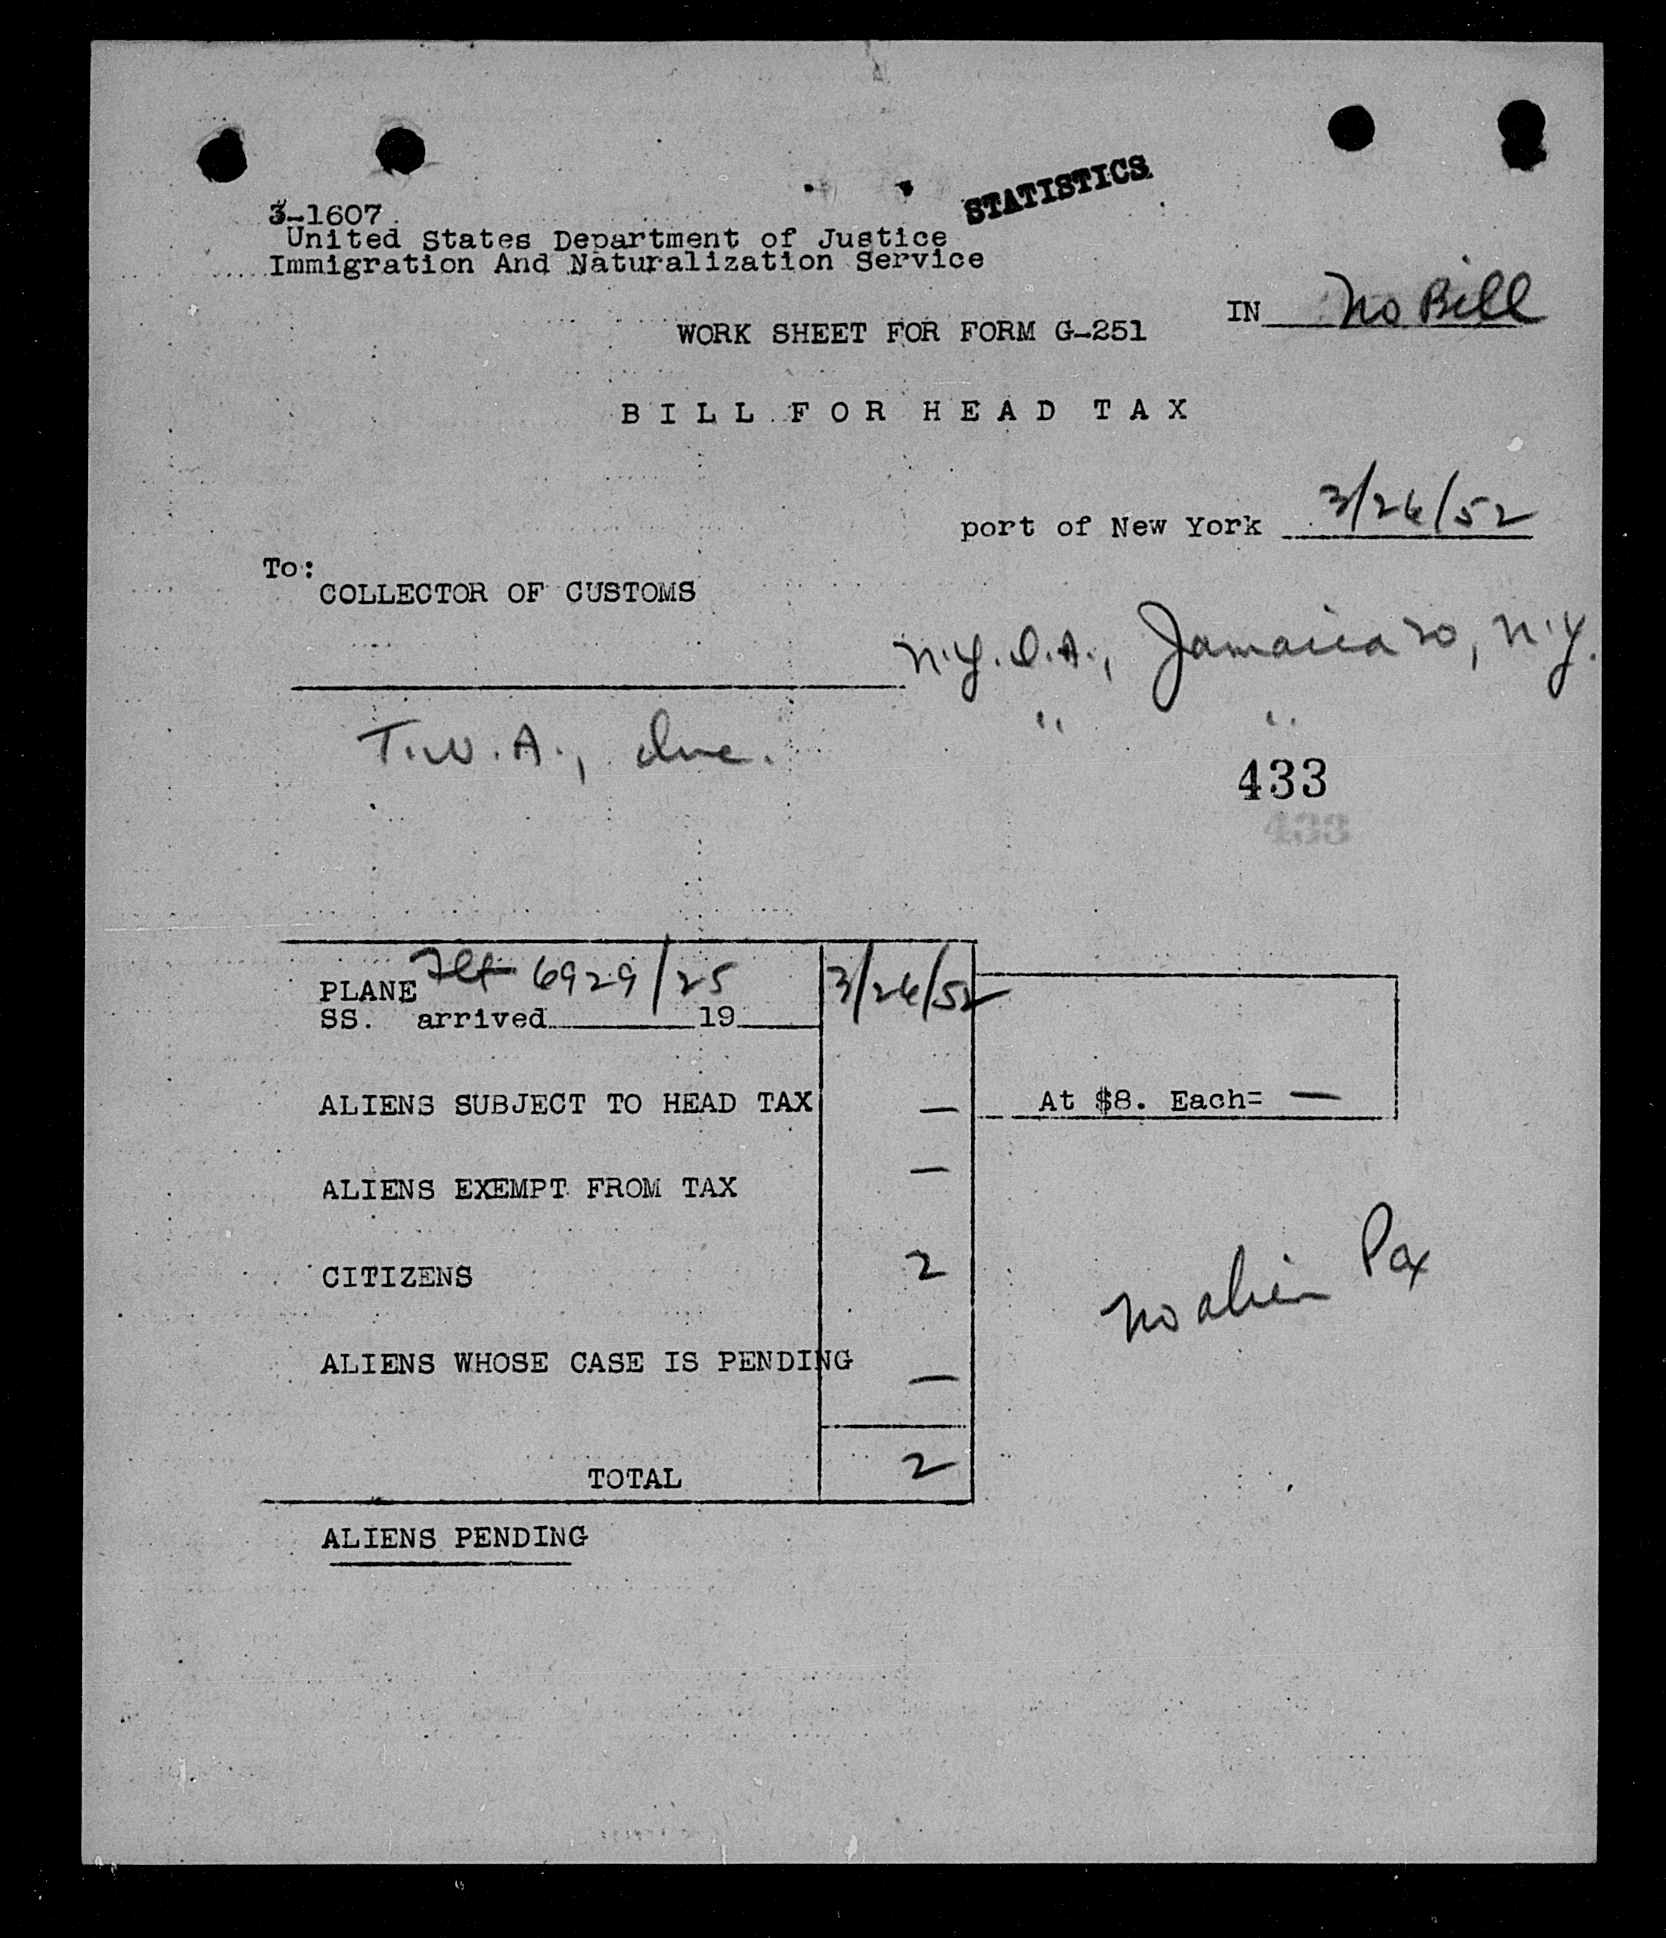 STATISTICS
3-1607
United States Department of Justice
Immigration And Naturalization Service
IN No Bill
WORK SHEET FOR FORM G-251
BILL FOR HEAD TAX
port of New York 3/26/52
To:
COLLECTOR OF CUSTOMS
N.Y.I.A., Jamaica 20, N.Y.
T.W.A., Inc. " "
433
433
PLANE Flt 6929/25 3/26/52
SS. arrived 19
ALIENS SUBJECT TO HEAD TAX — At $8. Each= —
ALIENS EXEMPT FROM TAX —
CITIZENS 2
No alien Pax
ALIENS WHOSE CASE IS PENDING —
TOTAL 2
ALIENS PENDING